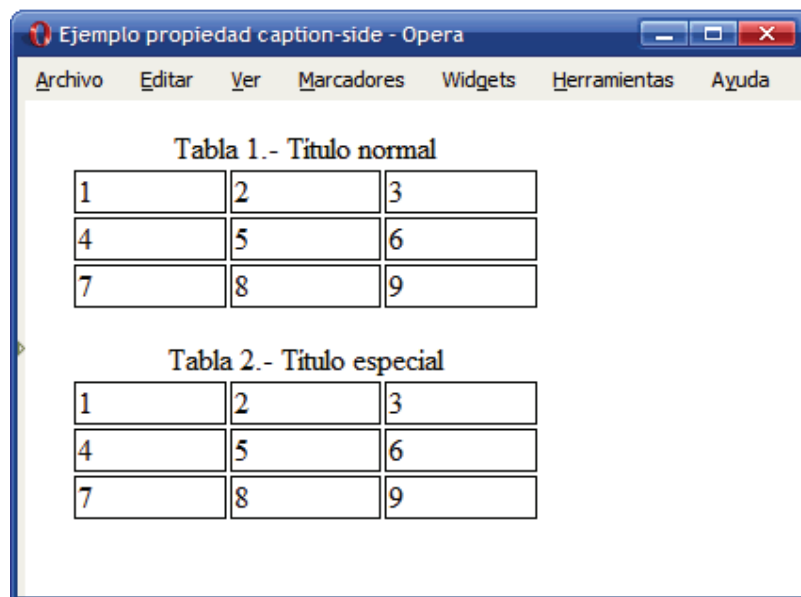 Ejemplo propiedad caption-side - Opera
Archivo Editar Ver Marcadores Widgets Herramientas Ayuda
Tabla 1.- Título normal
1 2 3
4 5 6
7 8 9
Tabla 2.- Título especial
1 2 3
4 5 6
7 8 9